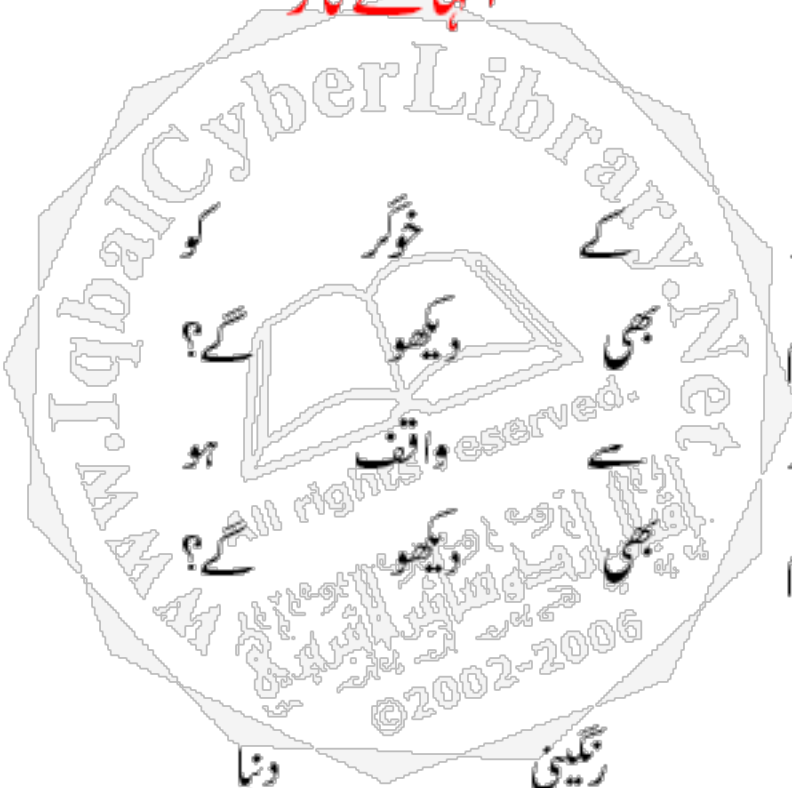 کے خوگر کو
بھی دیکھو گے؟
سے واقف ہو
بھی دیکھو گے؟
رنگینی دنیا
www.IqbalCyberLibrary.Net
All rights reserved.
©2002-2006